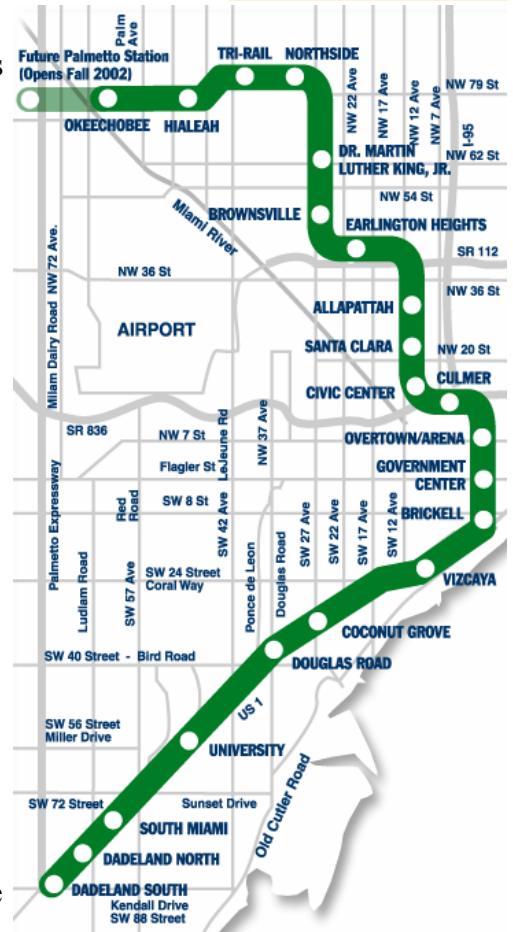 Palm
Ave
Future Palmetto Station
(Opens Fall 2002)
TRI-RAIL
NORTHSIDE
s
OKEECHOBEE
HIALEAH
NW 22 Ave
NW 17 Ave
NW 12 Ave
NW 7 Ave
I-95
NW 79 St
DR. MARTIN
LUTHER KING, JR.
NW 62 St
NW 54 St
Miami River
BROWNSVILLE
EARLINGTON HEIGHTS
SR 112
NW 72 Ave.
NW 36 St
NW 36 St
ALLAPATTAH
AIRPORT
Milam Dairy Road
SANTA CLARA
NW 20 St
CIVIC CENTER
CULMER
SR 836
NW 7 St
LeJeune Rd
NW 37 Ave
OVERTOWN/ARENA
Flagler St
GOVERNMENT
CENTER
Palmetto Expressway
Red
Road
SW 8 St
SW 42 Ave
SW 27 Ave
SW 22 Ave
SW 17 Ave
SW 12 Ave
BRICKELL
Ludlam Road
SW 57 Ave
SW 24 Street
Coral Way
Ponce de Leon
Douglas Road
VIZCAYA
COCONUT GROVE
SW 40 Street - Bird Road
DOUGLAS ROAD
US 1
SW 56 Street
Miller Drive
UNIVERSITY
Old Cutler Road
SW 72 Street
Sunset Drive
SOUTH MIAMI
DADELAND NORTH
DADELAND SOUTH
e
Kendall Drive
SW 88 Street